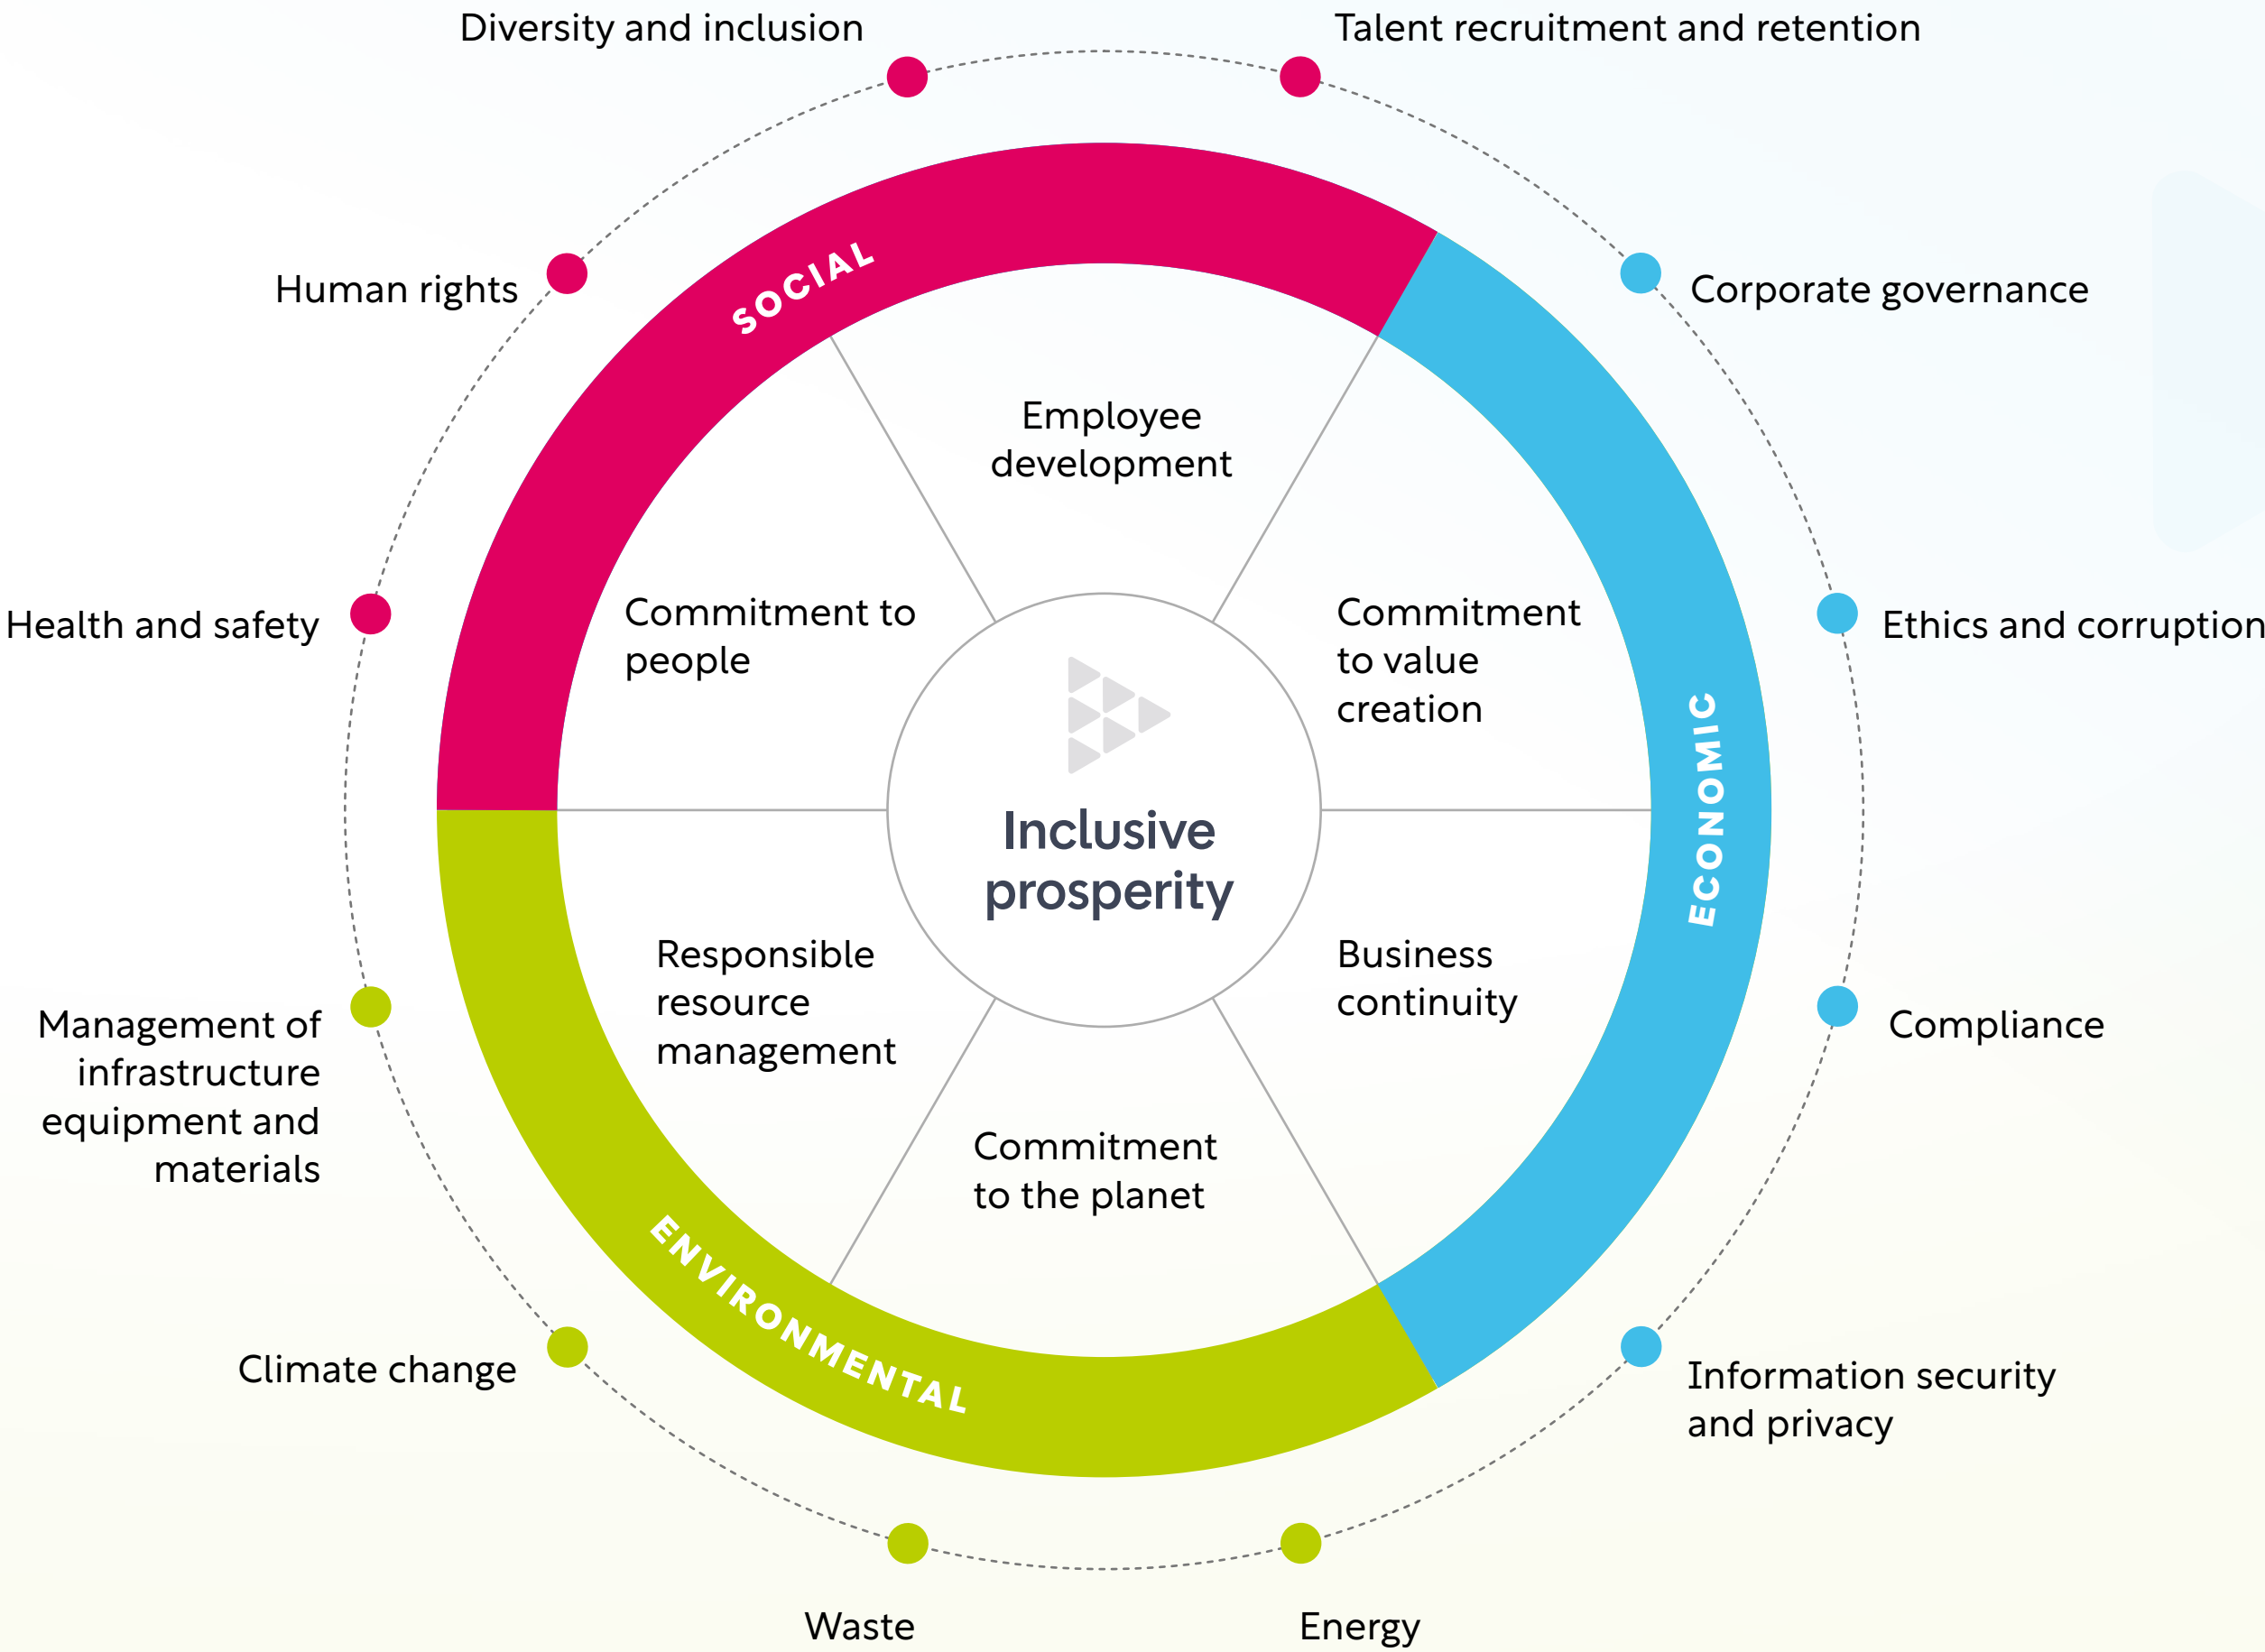 Diversity and inclusion
Talent recruitment and retention
Human rights
SOCIAL
Corporate governance
Employee
development
Health and safety
Commitment to
people
Commitment
to value
creation
Ethics and corruption
ECONOMIC
Inclusive
prosperity
Responsible
resource
management
Business
continuity
Management of
infrastructure
equipment and
materials
Compliance
Commitment
to the planet
ENVIRONMENTAL
Climate change
Information security
and privacy
Waste
Energy